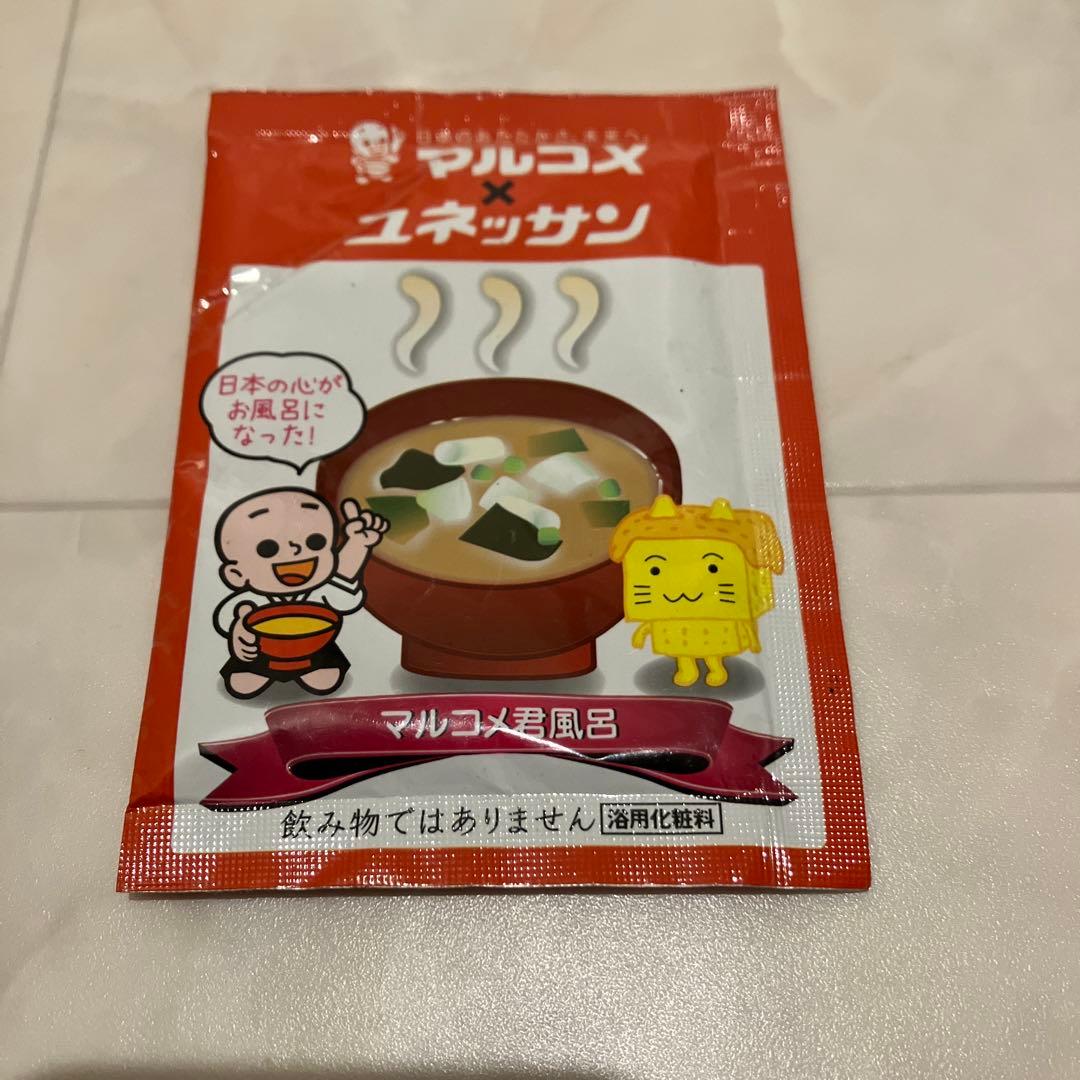 マルコメ
×
ユネッサン
日本の心が
お風呂に
なった!
マルコメ君風呂
飲み物ではありません 浴用化粧料